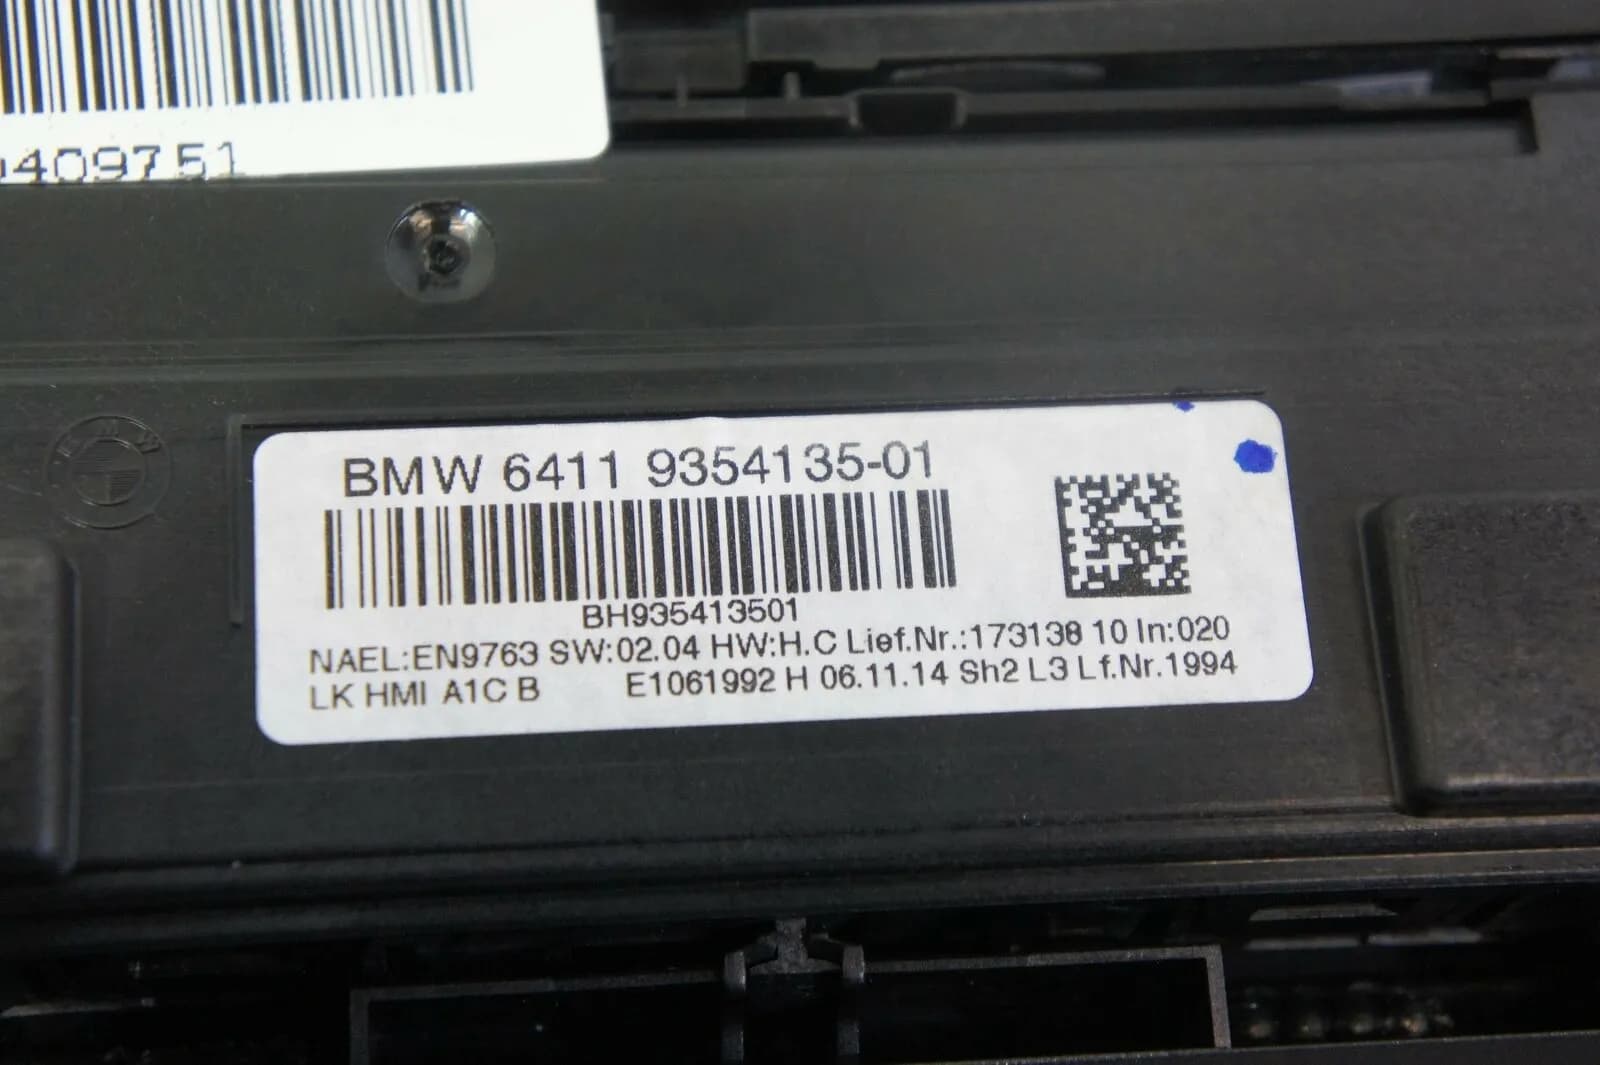 409751
BMW
BMW 6411 9354135-01
BH935413501
NAEL:EN9763 SW:02.04 HW:H.C Lief.Nr.:173138 10 In:020
LK HMI A1C B E1061992 H 06.11.14 Sh2 L3 Lf.Nr.1994